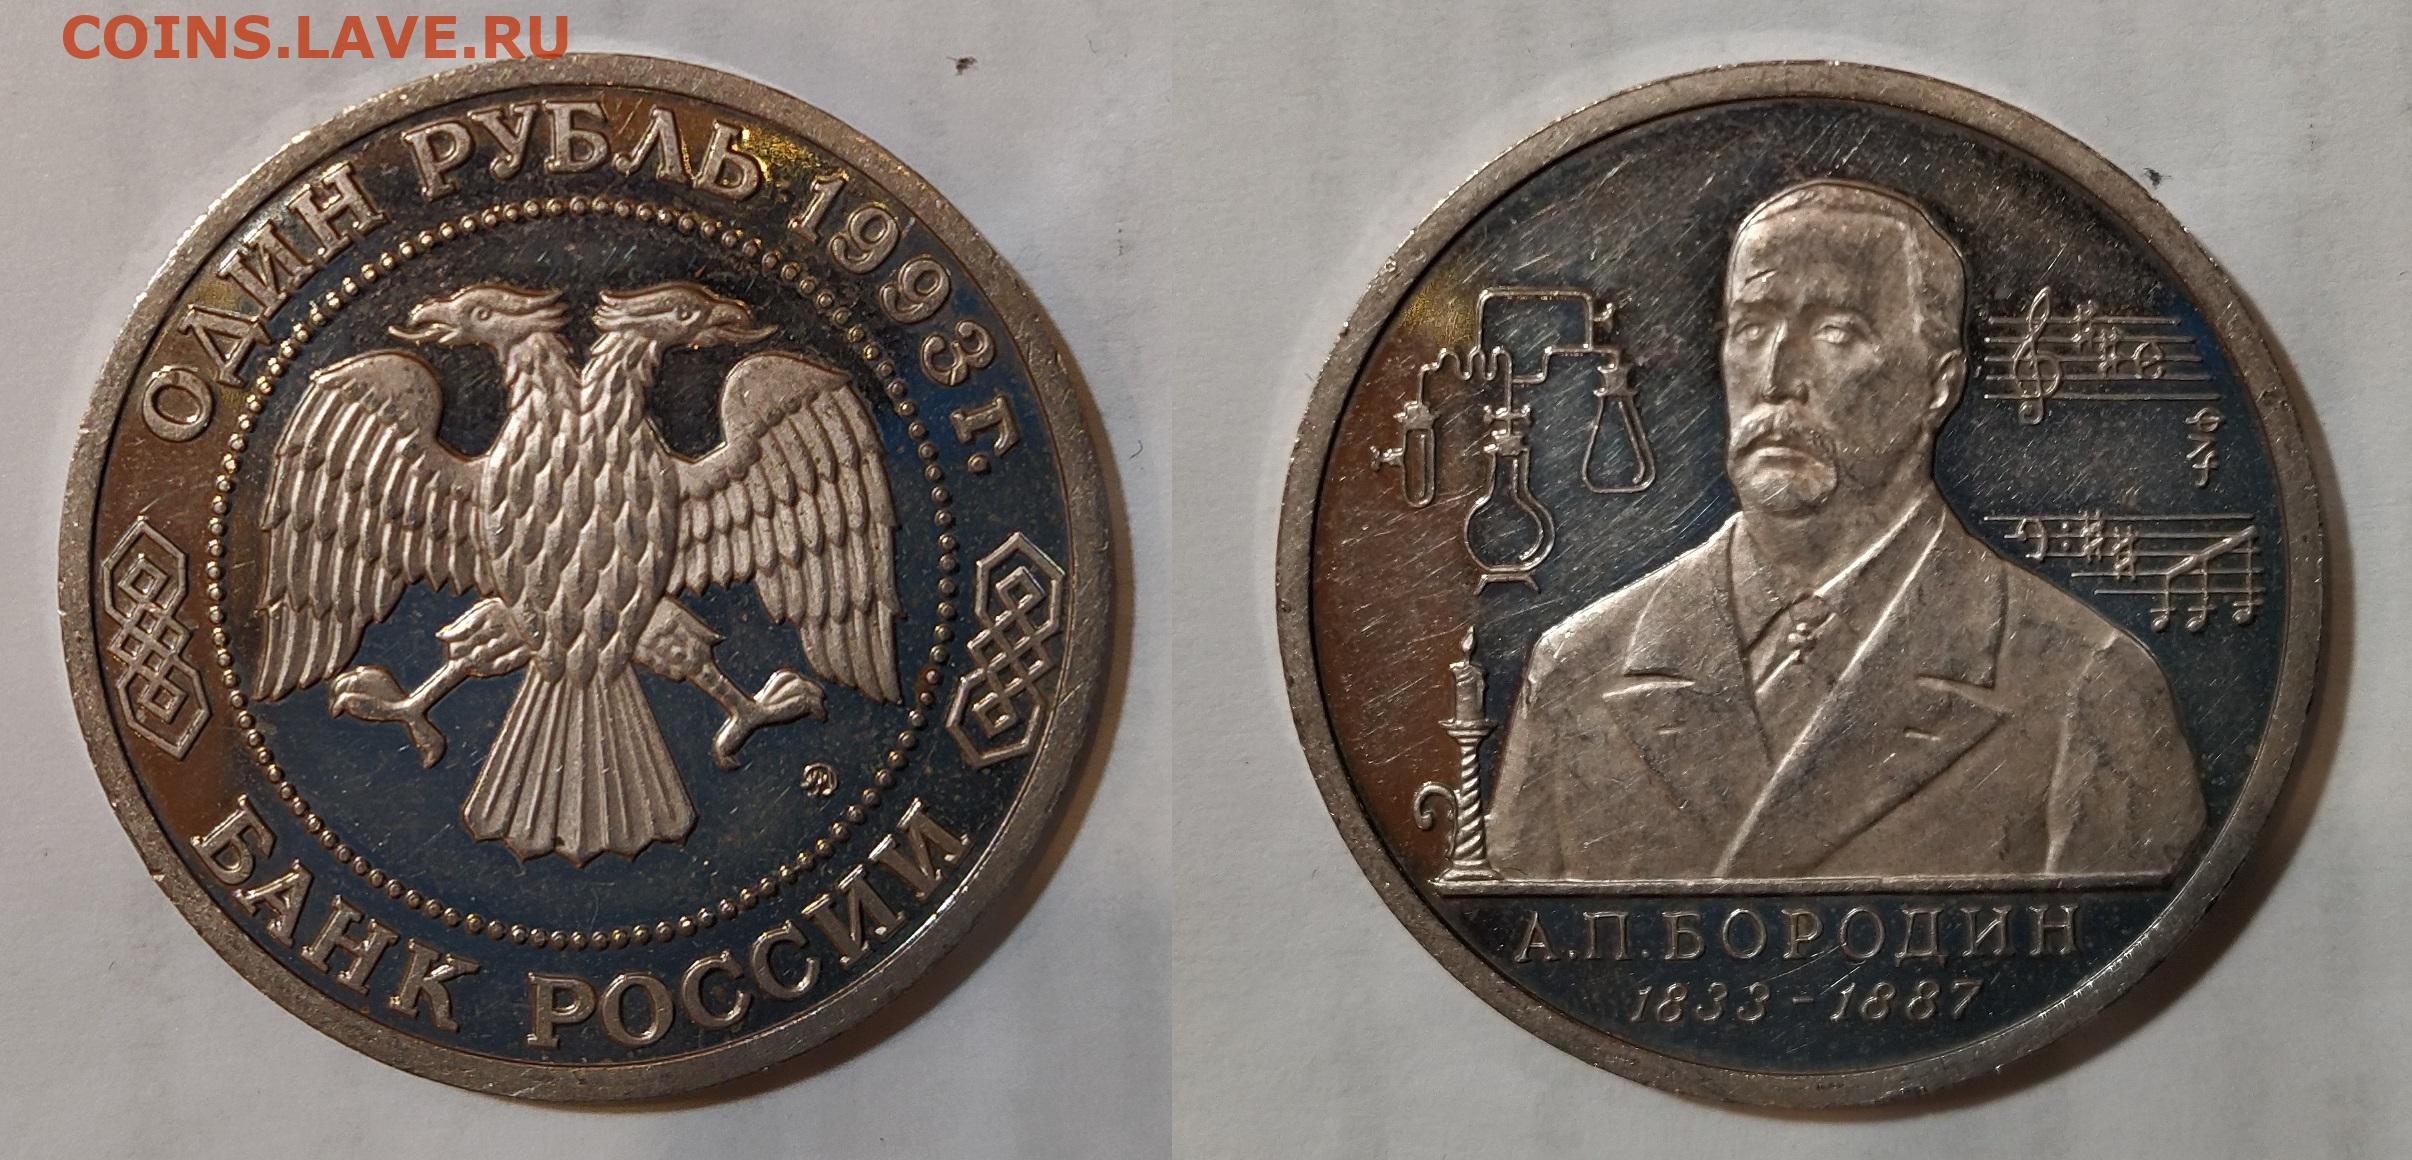 COINS.LAVE.RU
ОДИН РУБЛЬ 1993 г.
БАНК РОССИИ
А.П.БОРОДИН
1833-1887